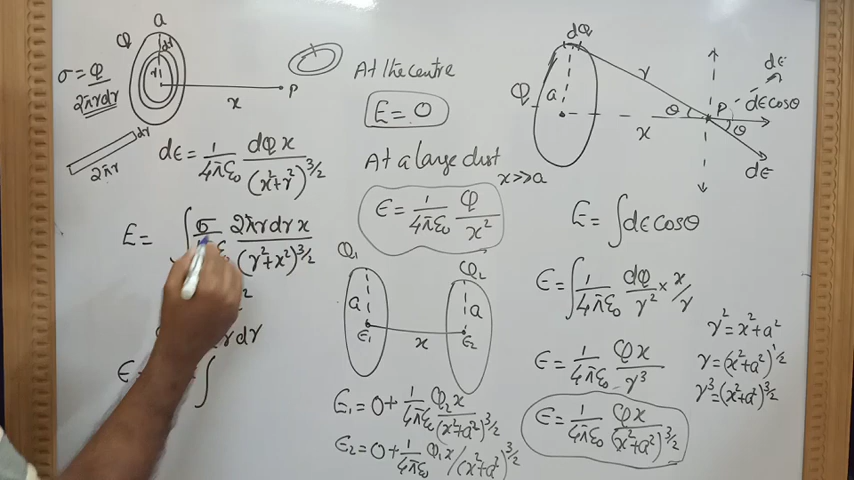 a
Q
dr
r
σ = Q / 2πrdr
x
P
dr
2πr
dE = 1/4πε₀ dQ x / (x²+r²)^3/2
E = ∫ σ 2πrdr x / (r²+x²)^3/2
r dr
∫
At the centre
E = 0
At a large dist
x>>a
E = 1/4πε₀ Q/x²
Q₁
Q₂
a
a
E₁
x
E₂
E₁ = 0 + 1/4πε₀ Q₂x/(x²+a²)^3/2
E₂ = 0 + 1/4πε₀ Q₁x/(x²+a²)^3/2
dQ
Q
a
r
x
θ
P
dE
dE cosθ
θ
dE
E = ∫dE cosθ
E = ∫ 1/4πε₀ dQ/r² × x/r
E = 1/4πε₀ Qx/r³
E = 1/4πε₀ Qx/(x²+a²)^3/2
r² = x²+a²
r = (x²+a²)^1/2
r³ = (x²+a²)^3/2